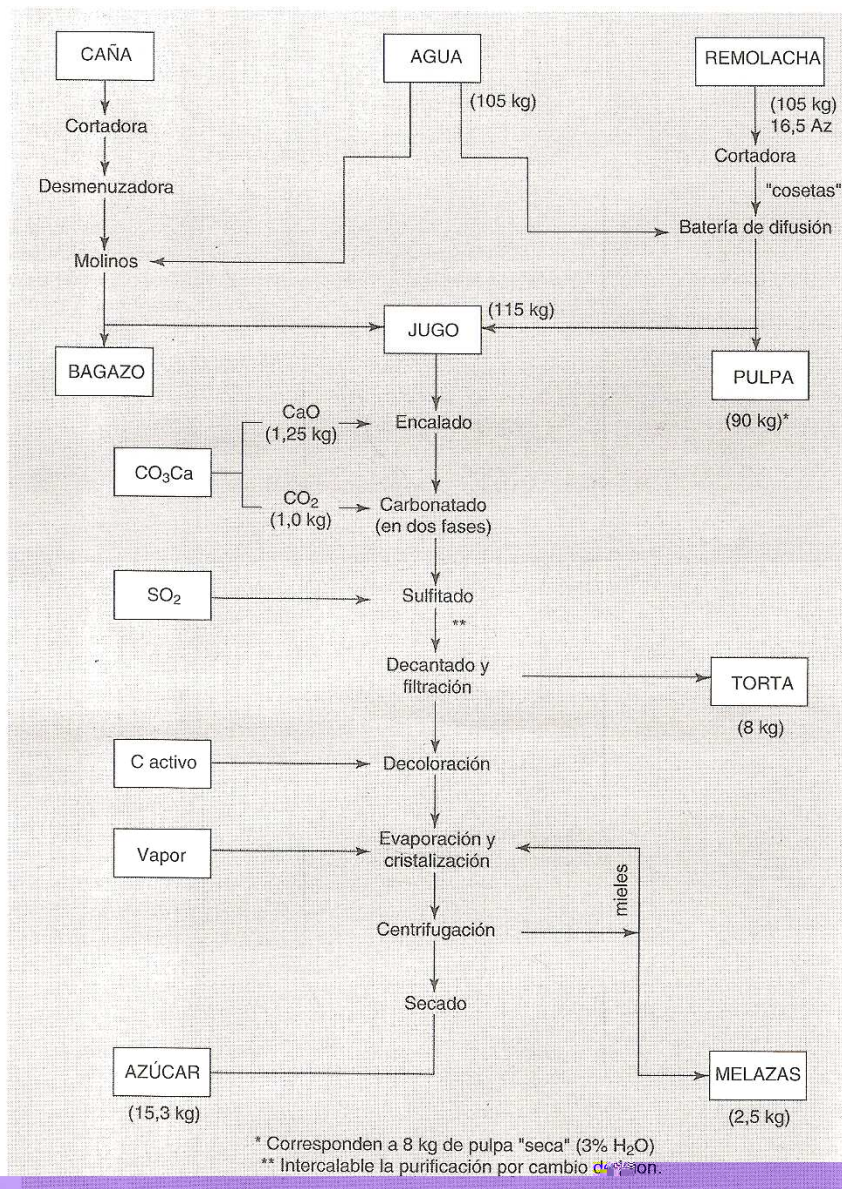 CAÑA
AGUA
REMOLACHA
(105 kg)
(105 kg)
16,5 Az
Cortadora
Cortadora
Desmenuzadora
"cosetas"
Batería de difusión
Molinos
(115 kg)
JUGO
BAGAZO
PULPA
(90 kg)*
CaO
(1,25 kg)
Encalado
CO₃Ca
CO₂
(1,0 kg)
Carbonatado
(en dos fases)
SO₂
Sulfitado
**
Decantado y
filtración
TORTA
(8 kg)
C activo
Decoloración
Vapor
Evaporación y
cristalización
mieles
Centrifugación
Secado
AZÚCAR
(15,3 kg)
MELAZAS
(2,5 kg)
* Corresponden a 8 kg de pulpa "seca" (3% H₂O)
** Intercalable la purificación por cambio